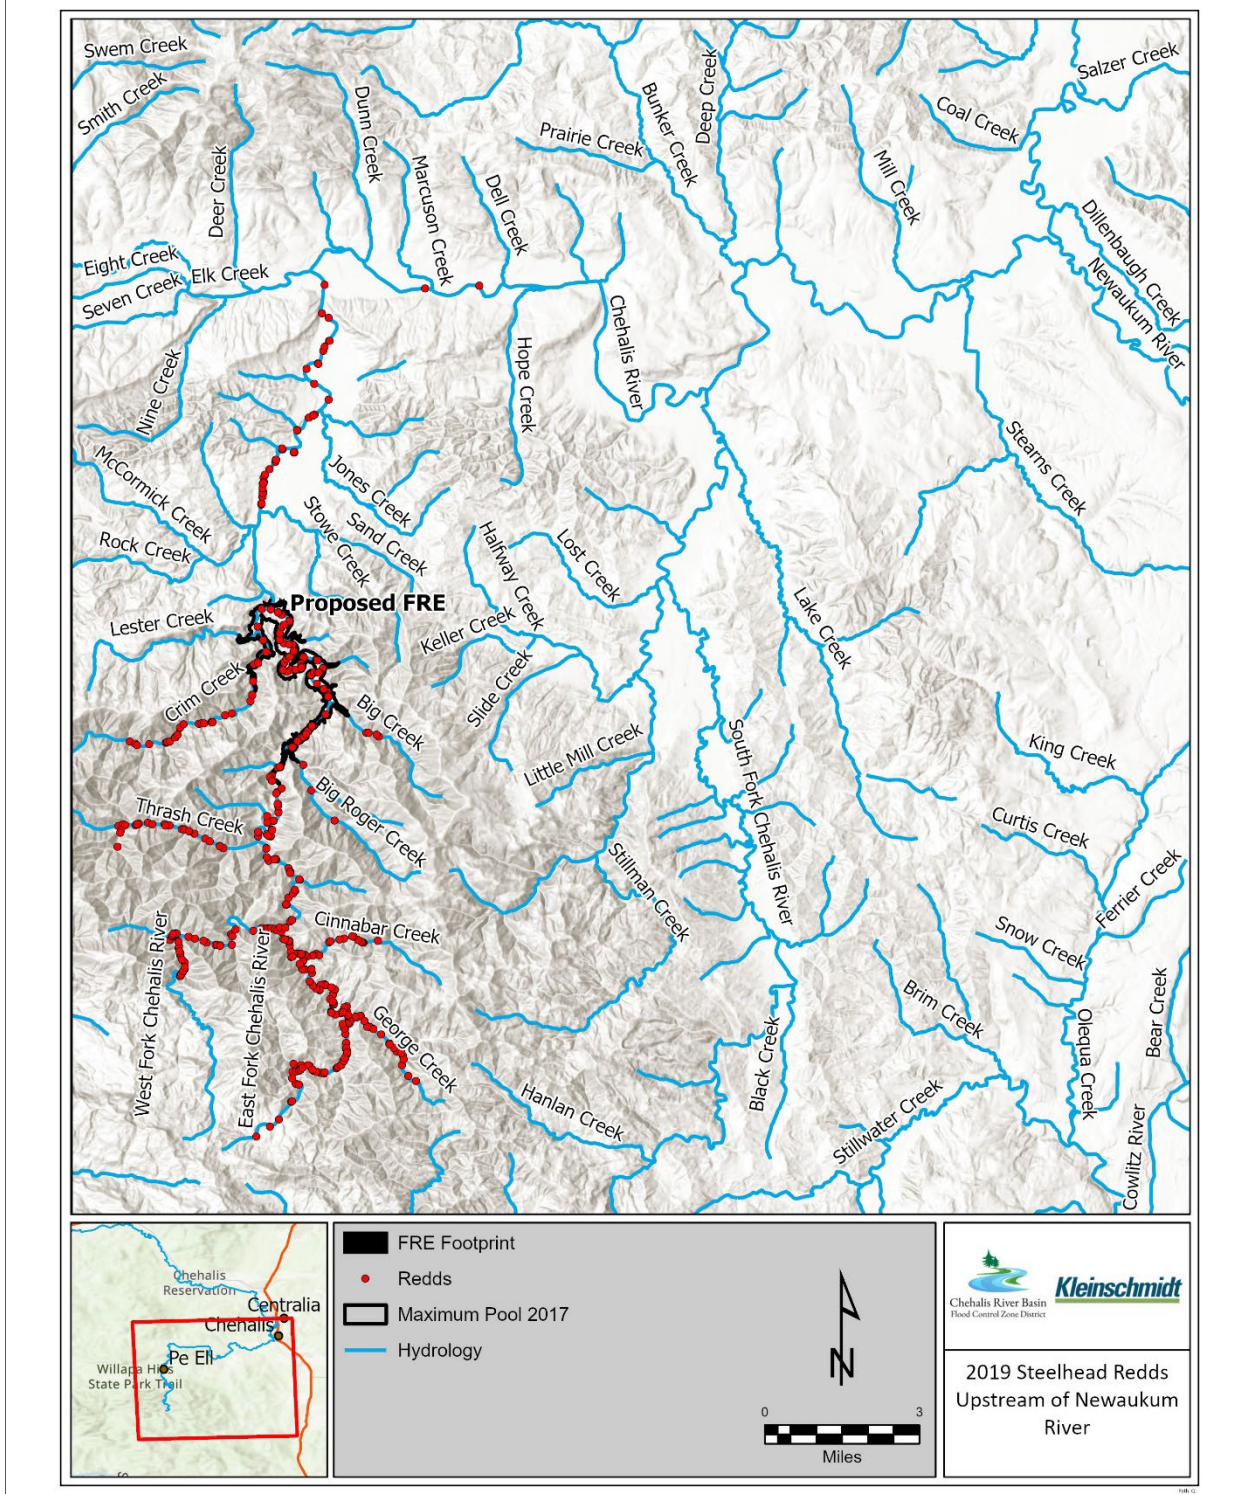 Swem Creek
Smith Creek
Deer Creek
Dunn Creek
Marcuson Creek
Dell Creek
Prairie Creek
Bunker Creek
Deep Creek
Mill Creek
Coal Creek
Salzer Creek
Dillenbaugh Creek
Newaukum River
Eight Creek
Seven Creek
Elk Creek
Nine Creek
Hope Creek
Chehalis River
Stearns Creek
McCormick Creek
Rock Creek
Jones Creek
Sand Creek
Stowe Creek
Halfway Creek
Lost Creek
Proposed FRE
Lester Creek
Keller Creek
Lake Creek
Crim Creek
Slide Creek
Big Creek
Little Mill Creek
South Fork Chehalis River
King Creek
Thrash Creek
Big Roger Creek
Curtis Creek
Stillman Creek
Ferrier Creek
Cinnabar Creek
West Fork Chehalis River
East Fork Chehalis River
Snow Creek
Brim Creek
George Creek
Bear Creek
Olequa Creek
Black Creek
Hanlan Creek
Stillwater Creek
Cowlitz River
Chehalis
Reservation
Centralia
Chehalis
Pe Ell
Willapa Hills
State Park Trail
FRE Footprint
Redds
Maximum Pool 2017
Hydrology
N
0 3
Miles
Chehalis River Basin
Flood Control Zone District
Kleinschmidt
2019 Steelhead Redds
Upstream of Newaukum
River